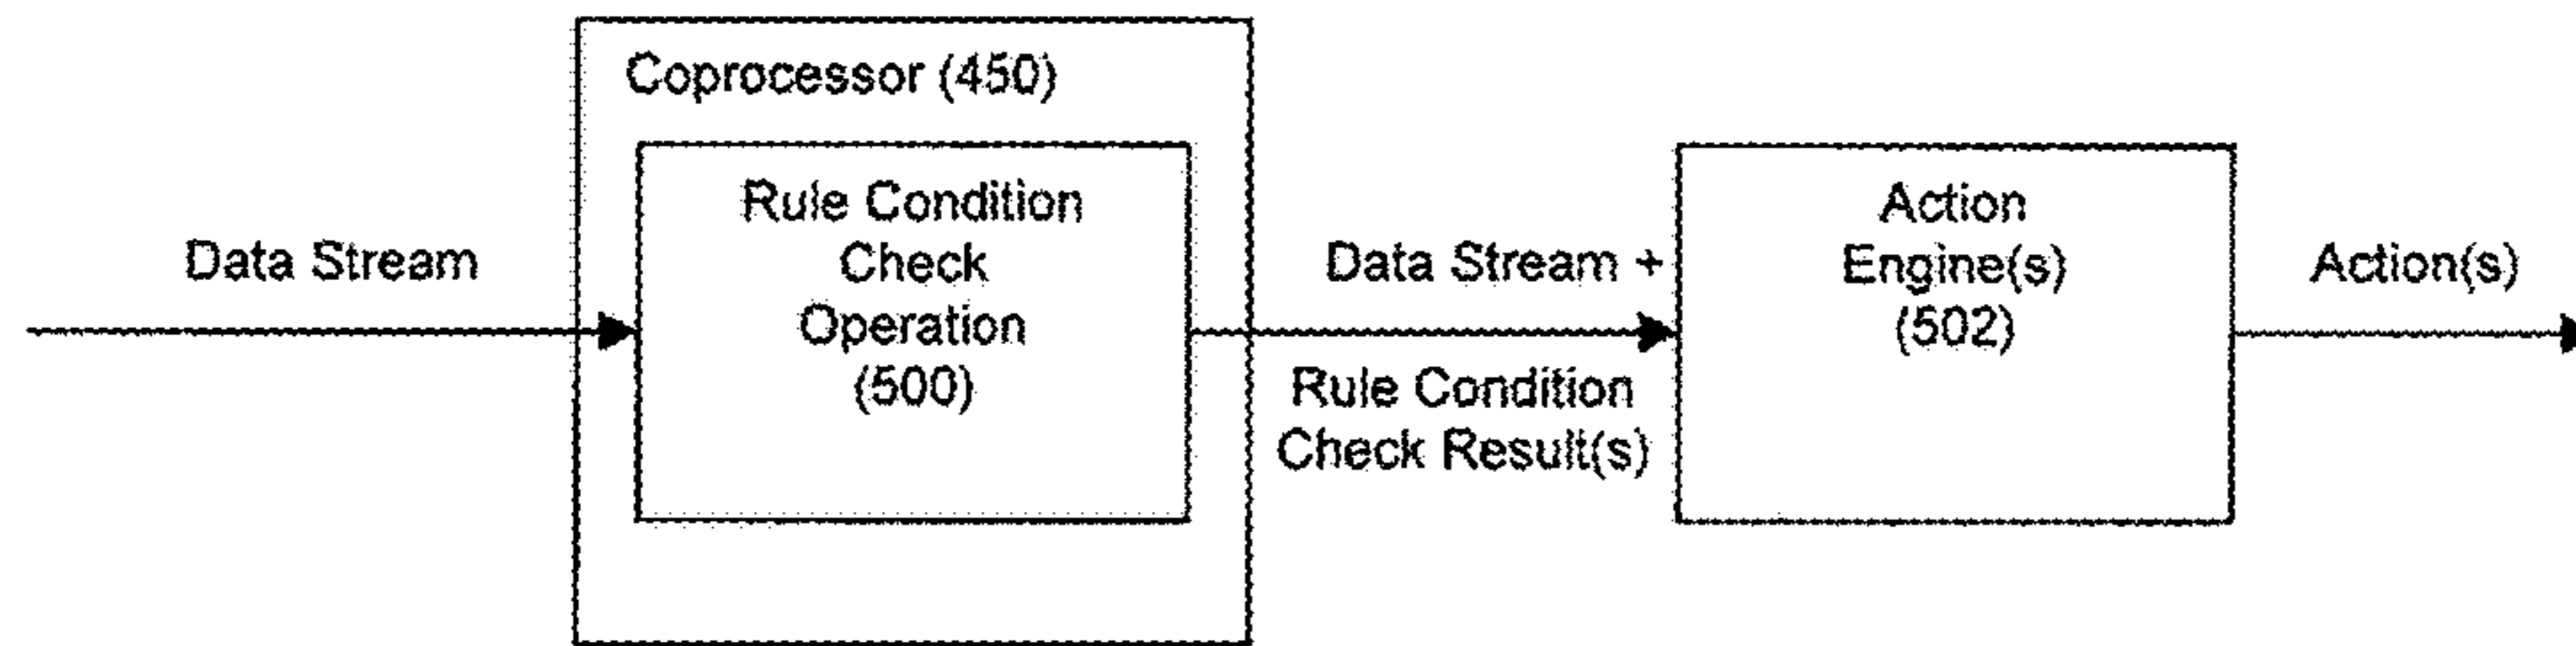 Coprocessor (450)
Rule Condition
Check
Operation
(500)
Data Stream
Data Stream +
Rule Condition
Check Result(s)
Action
Engine(s)
(502)
Action(s)